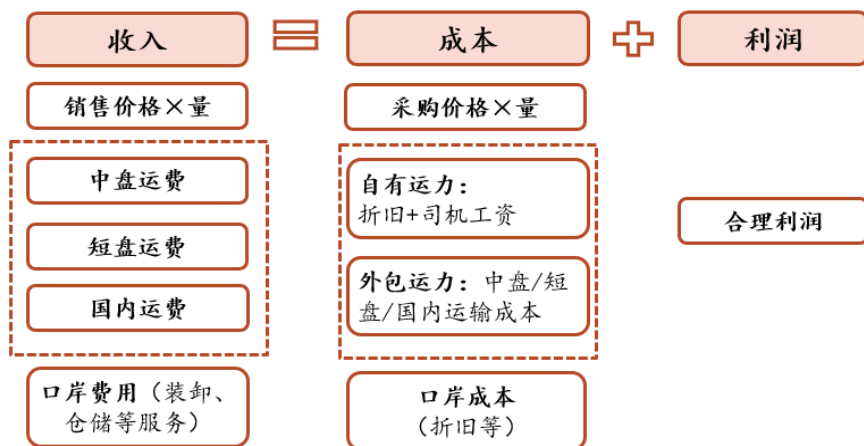 收入
成本
利润
销售价格×量
采购价格×量
中盘运费
短盘运费
国内运费
自有运力：
折旧+司机工资
外包运力：中盘/短
盘/国内运输成本
合理利润
口岸费用（装卸、
仓储等服务）
口岸成本
（折旧等）